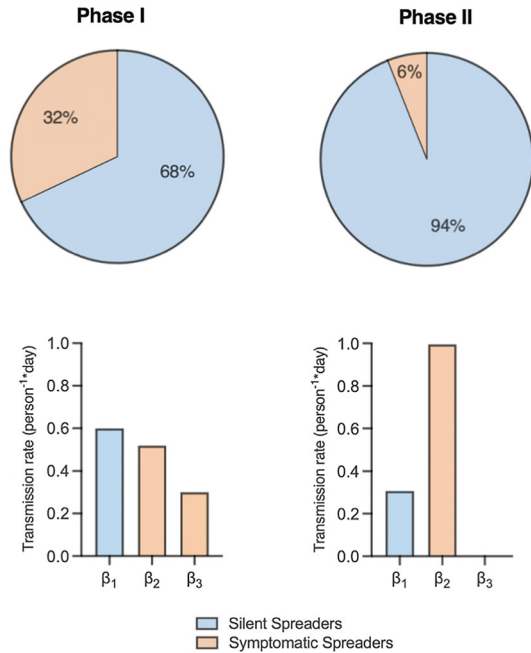 Phase I
Phase II
32%
68%
6%
94%
Transmission rate (person⁻¹*day)
1.0
0.8
0.6
0.4
0.2
0.0
β₁
β₂
β₃
Transmission rate (person⁻¹*day)
1.0
0.8
0.6
0.4
0.2
0.0
β₁
β₂
β₃
Silent Spreaders
Symptomatic Spreaders